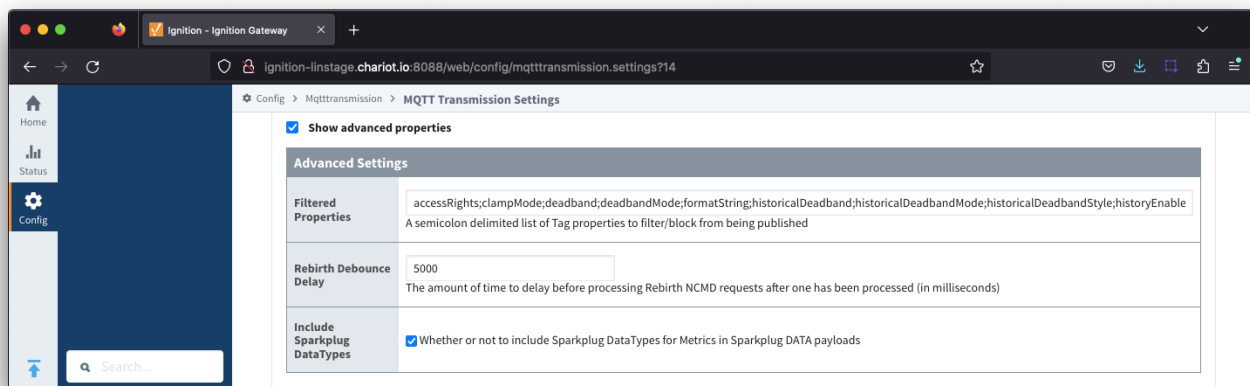 Ignition - Ignition Gateway
ignition-linstage.chariot.io:8088/web/config/mqtttransmission.settings?14
Config > Mqtttransmission > MQTT Transmission Settings
Home
Status
Config
Search...
Show advanced properties
Advanced Settings
Filtered Properties
accessRights;clampMode;deadband;deadbandMode;formatString;historicalDeadband;historicalDeadbandMode;historicalDeadbandStyle;historyEnable
A semicolon delimited list of Tag properties to filter/block from being published
Rebirth Debounce Delay
5000
The amount of time to delay before processing Rebirth NCMD requests after one has been processed (in milliseconds)
Include Sparkplug DataTypes
Whether or not to include Sparkplug DataTypes for Metrics in Sparkplug DATA payloads